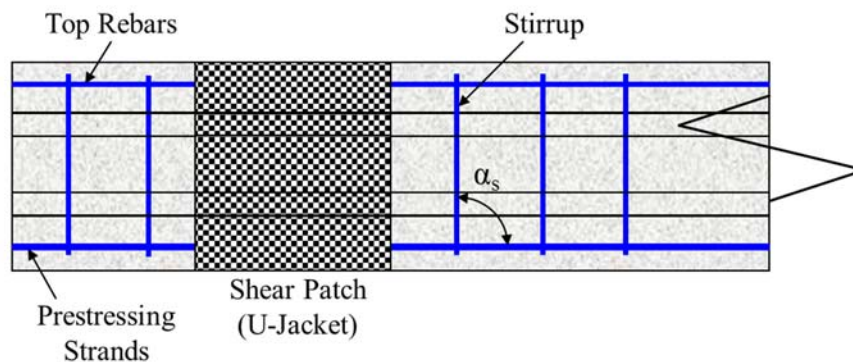 Top Rebars
Stirrup
αs
Shear Patch
(U-Jacket)
Prestressing
Strands